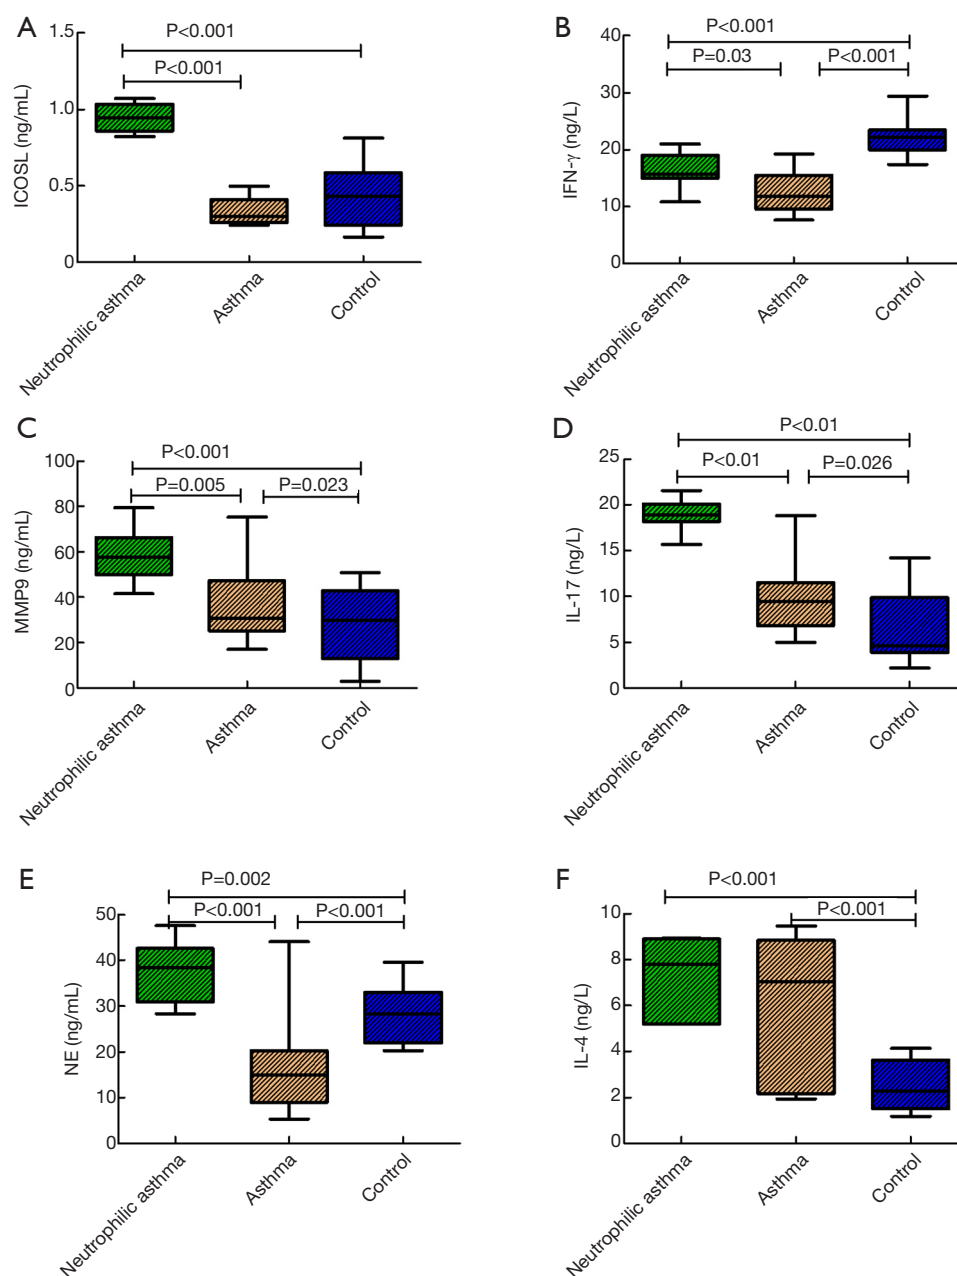 A
P<0.001
P<0.001
1.5
1.0
0.5
0
ICOSL (ng/mL)
Neutrophilic asthma
Asthma
Control
B
P<0.001
P=0.03
P<0.001
40
30
20
10
0
IFN-γ (ng/L)
Neutrophilic asthma
Asthma
Control
C
P<0.001
P=0.005
P=0.023
100
80
60
40
20
0
MMP9 (ng/mL)
Neutrophilic asthma
Asthma
Control
D
P<0.01
P<0.01
P=0.026
25
20
15
10
5
0
IL-17 (ng/L)
Neutrophilic asthma
Asthma
Control
E
P=0.002
P<0.001
P<0.001
50
40
30
20
10
0
NE (ng/mL)
Neutrophilic asthma
Asthma
Control
F
P<0.001
P<0.001
10
8
6
4
2
0
IL-4 (ng/L)
Neutrophilic asthma
Asthma
Control